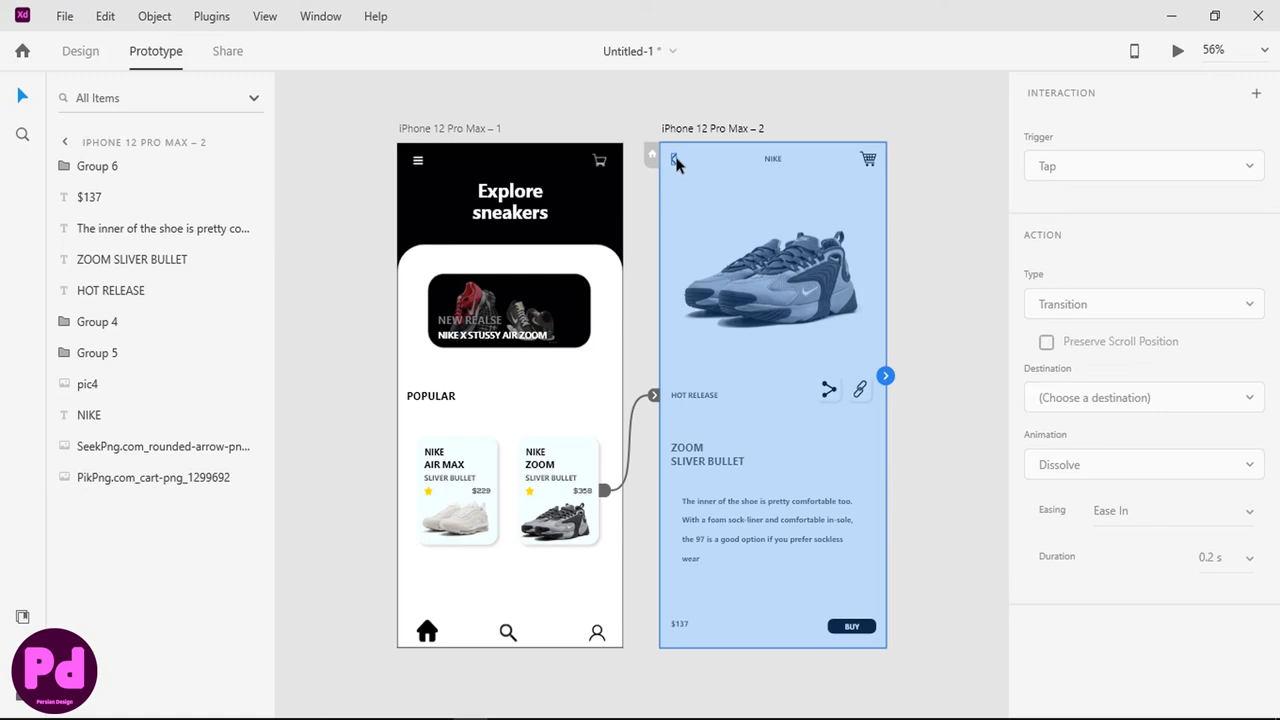 Xd
File Edit Object Plugins View Window Help
Design Prototype Share
Untitled-1 *
56%
All Items
IPHONE 12 PRO MAX – 2
Group 6
$137
The inner of the shoe is pretty co...
ZOOM SLIVER BULLET
HOT RELEASE
Group 4
Group 5
pic4
NIKE
SeekPng.com_rounded-arrow-pn...
PikPng.com_cart-png_1299692
Pd
Persian Design
iPhone 12 Pro Max – 1
Explore
sneakers
NEW REALSE
NIKE X STUSSY AIR ZOOM
POPULAR
NIKE
AIR MAX
SLIVER BULLET
$229
NIKE
ZOOM
SLIVER BULLET
$358
iPhone 12 Pro Max – 2
NIKE
HOT RELEASE
ZOOM
SLIVER BULLET
The inner of the shoe is pretty comfortable too.
With a foam sock-liner and comfortable in-sole,
the 97 is a good option if you prefer sockless
wear
$137
BUY
INTERACTION
Trigger
Tap
ACTION
Type
Transition
Preserve Scroll Position
Destination
(Choose a destination)
Animation
Dissolve
Easing Ease In
Duration 0.2 s